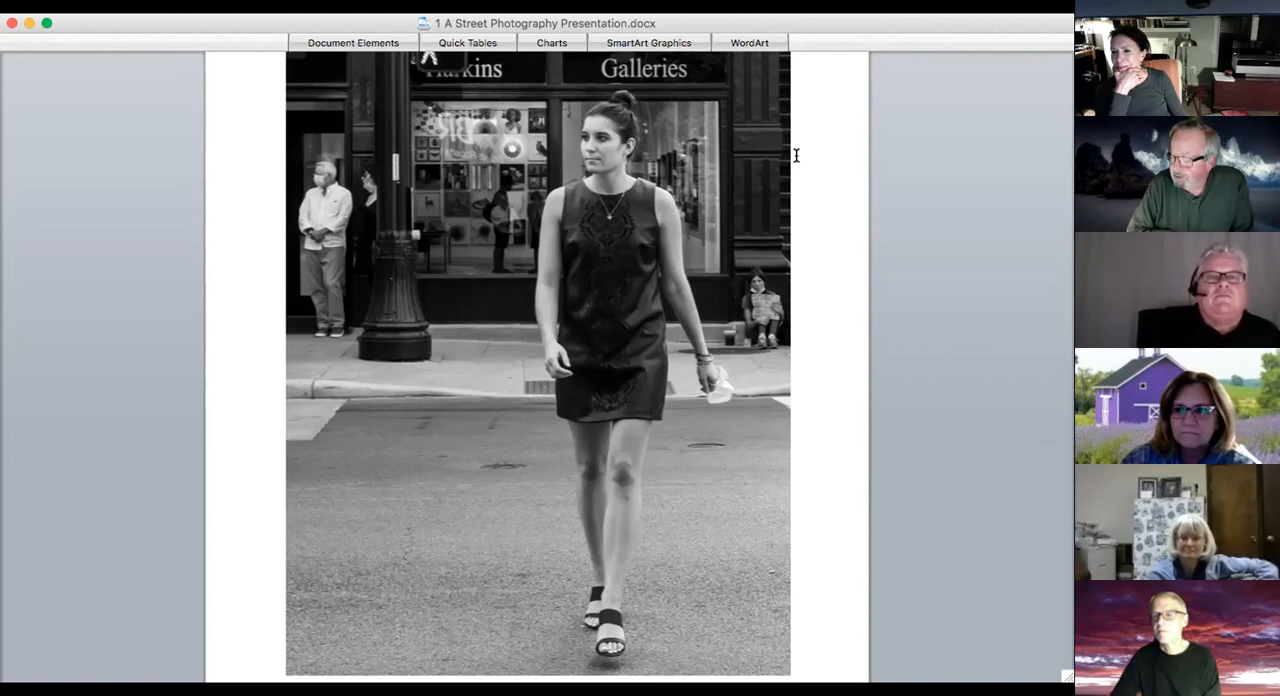 1 A Street Photography Presentation.docx
Document Elements
Quick Tables
Charts
SmartArt Graphics
WordArt
Galleries